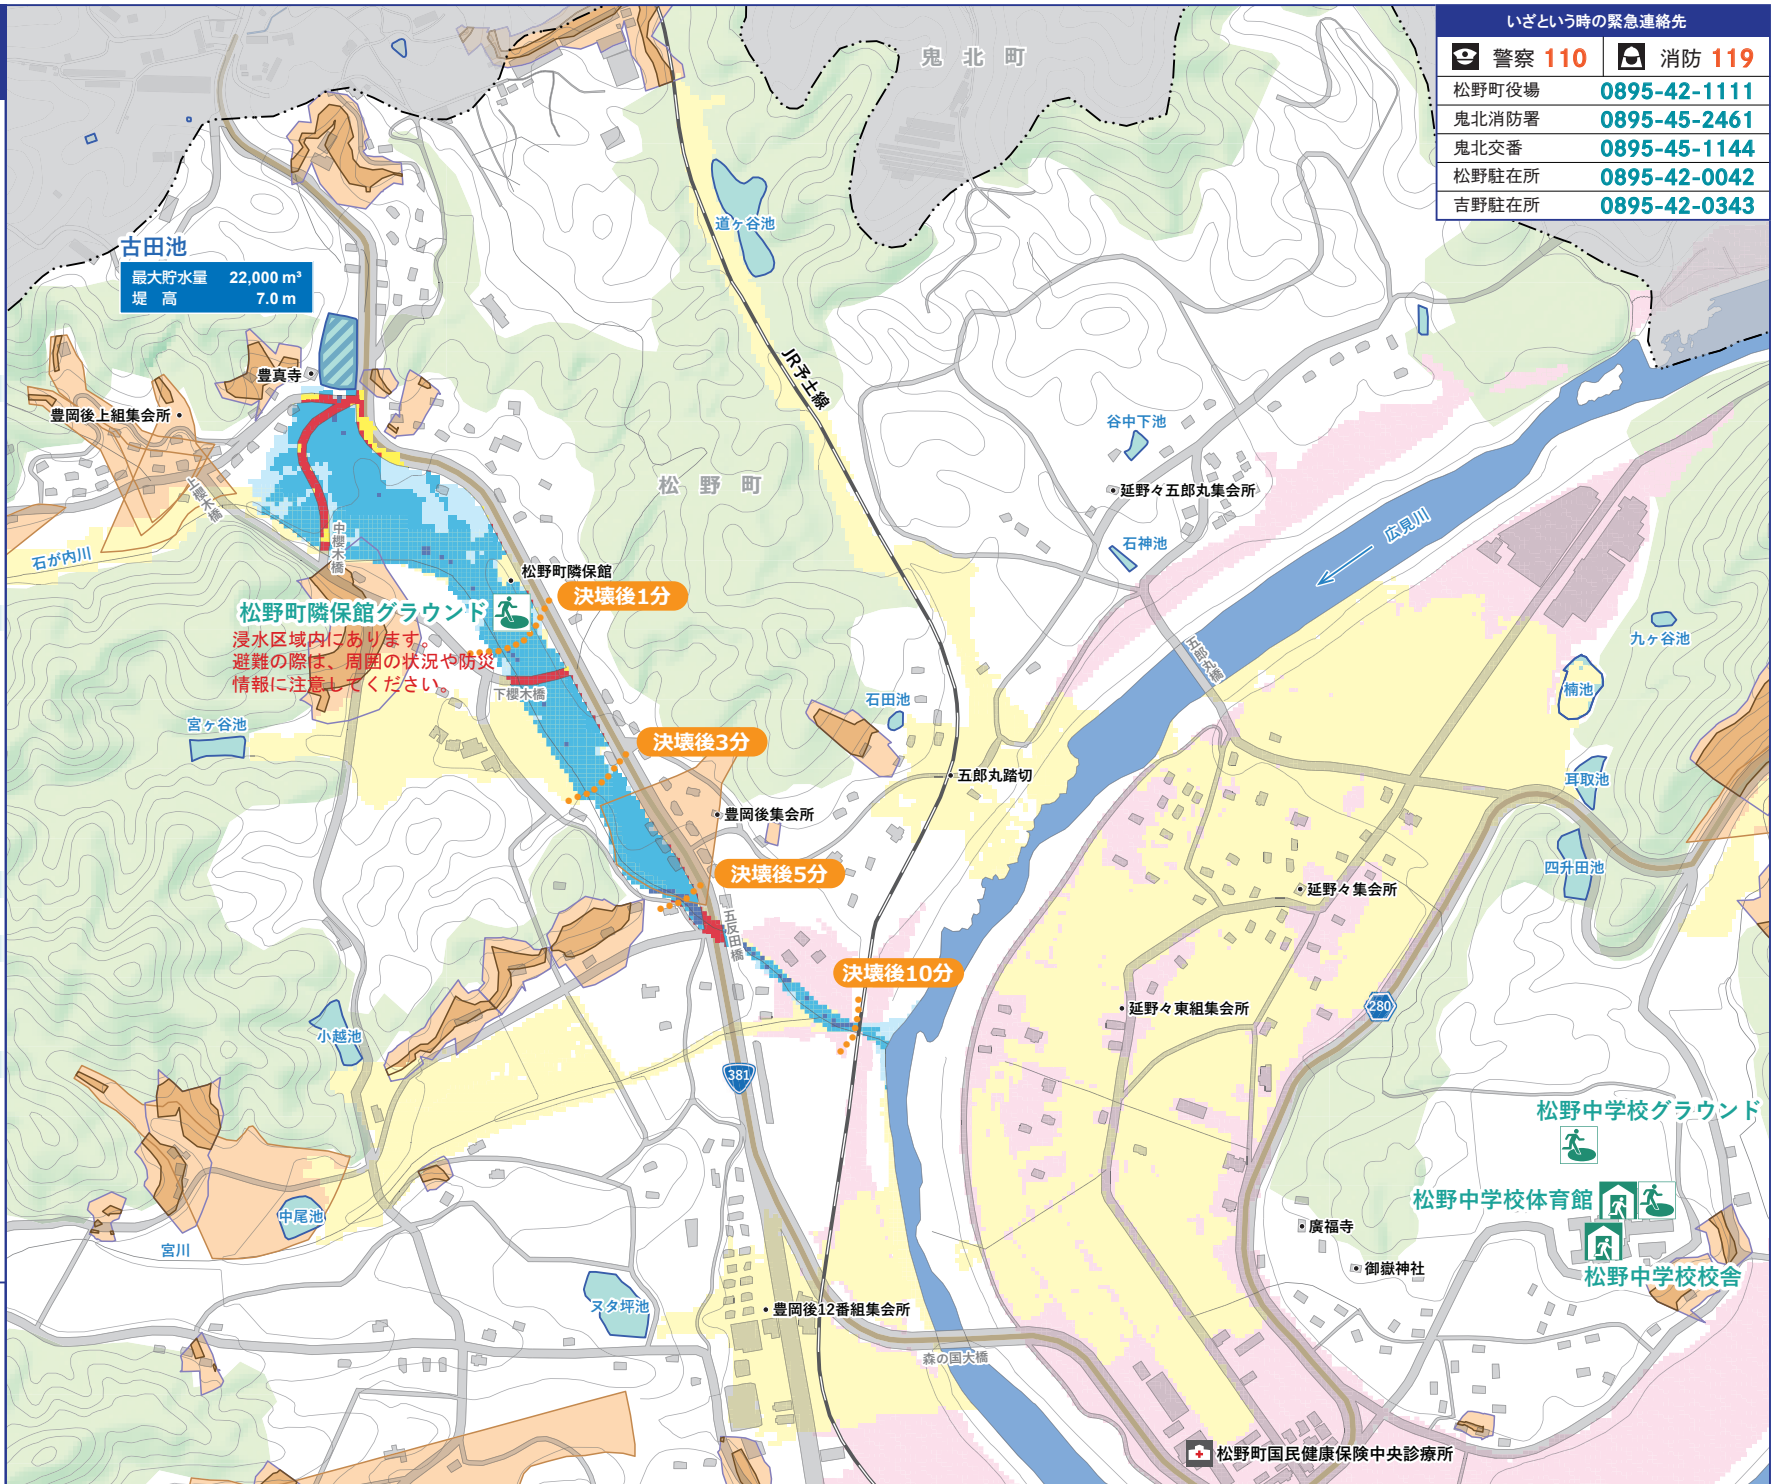 いざという時の緊急連絡先
警察 110 消防 119
松野町役場 0895-42-1111
鬼北消防署 0895-45-2461
鬼北交番 0895-45-1144
松野駐在所 0895-42-0042
吉野駐在所 0895-42-0343
鬼北町
道ヶ谷池
古田池
最大貯水量 22,000 m³
堤 高 7.0 m
JR予土線
豊真寺
豊岡後上組集会所
谷中下池
松野町
延野々五郎丸集会所
上櫻木橋
中櫻木橋
広見川
石が内川
石神池
松野町隣保館
決壊後1分
松野町隣保館グラウンド
浸水区域内にあります。
避難の際は、周囲の状況や防災
情報に注意してください。
九ヶ谷池
五郎丸橋
下櫻木橋
楠池
石田池
宮ヶ谷池
決壊後3分
五郎丸踏切
耳取池
豊岡後集会所
決壊後5分
四升田池
延野々集会所
五反田橋
決壊後10分
延野々東組集会所
280
小越池
381
松野中学校グラウンド
松野中学校体育館
中尾池
廣福寺
宮川
御嶽神社
松野中学校校舎
ヌタ坪池
豊岡後12番組集会所
森の国大橋
松野町国民健康保険中央診療所